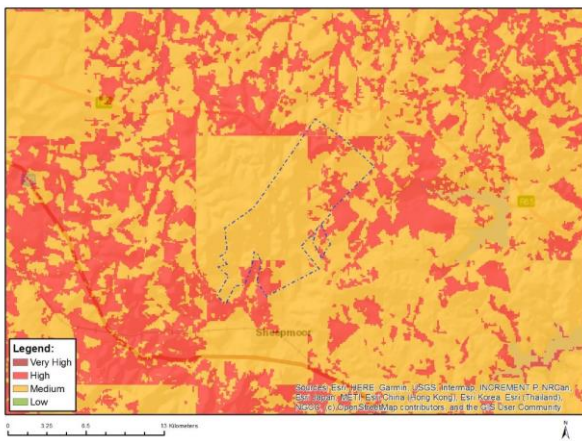 Sheepmoor
Legend:
Very High
High
Medium
Low
Sources: Esri, HERE, Garmin, USGS, Intermap, INCREMENT P, NRCan,
Esri Japan, METI, Esri China (Hong Kong), Esri Korea, Esri (Thailand),
NGCC, (c) OpenStreetMap contributors, and the GIS User Community
0 3.25 6.5 13 Kilometers
N